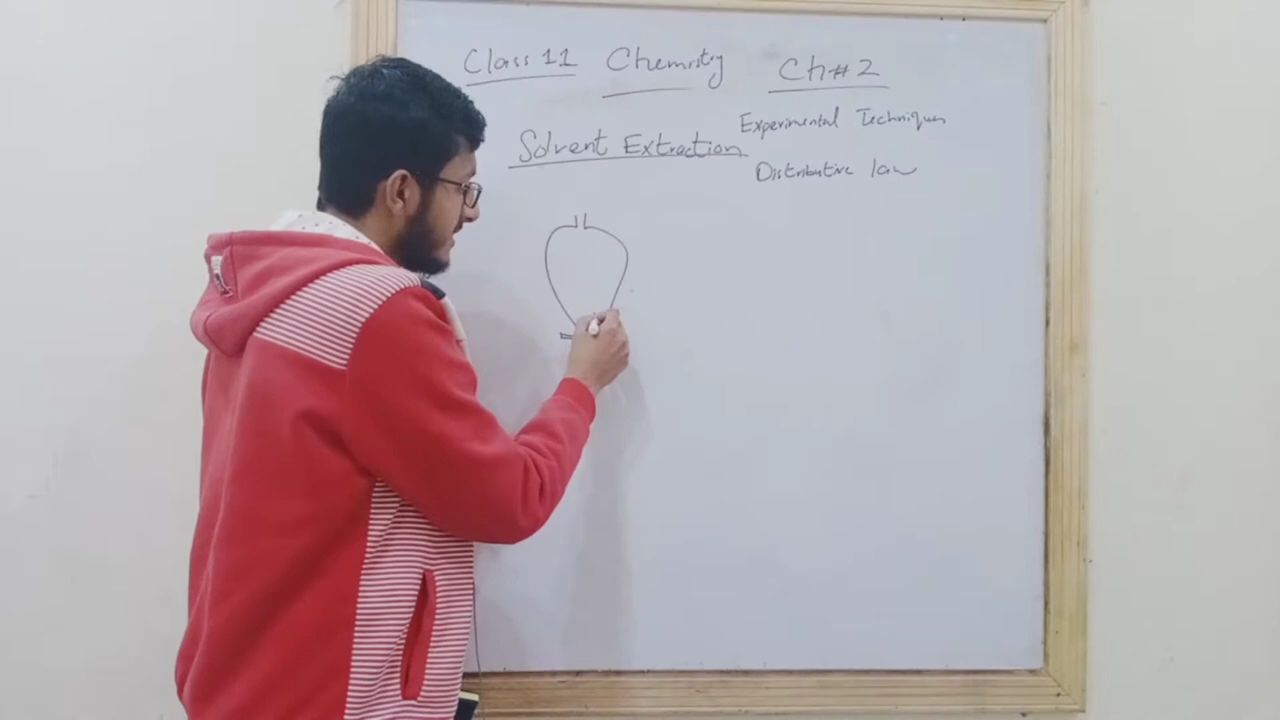 Class 11 Chemistry Ch#2
Experimental Techniques
Solvent Extraction
Distributive law